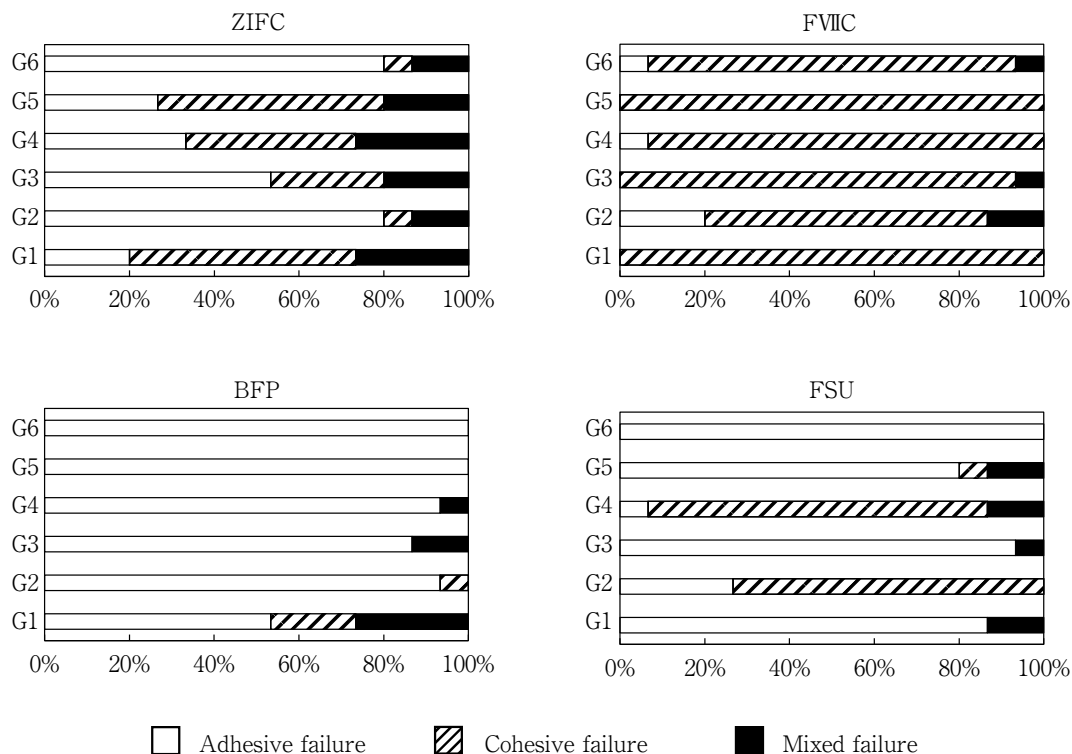 ZIFC
G6
G5
G4
G3
G2
G1
0% 20% 40% 60% 80% 100%
FVIIC
G6
G5
G4
G3
G2
G1
0% 20% 40% 60% 80% 100%
BFP
G6
G5
G4
G3
G2
G1
0% 20% 40% 60% 80% 100%
FSU
G6
G5
G4
G3
G2
G1
0% 20% 40% 60% 80% 100%
Adhesive failure Cohesive failure Mixed failure